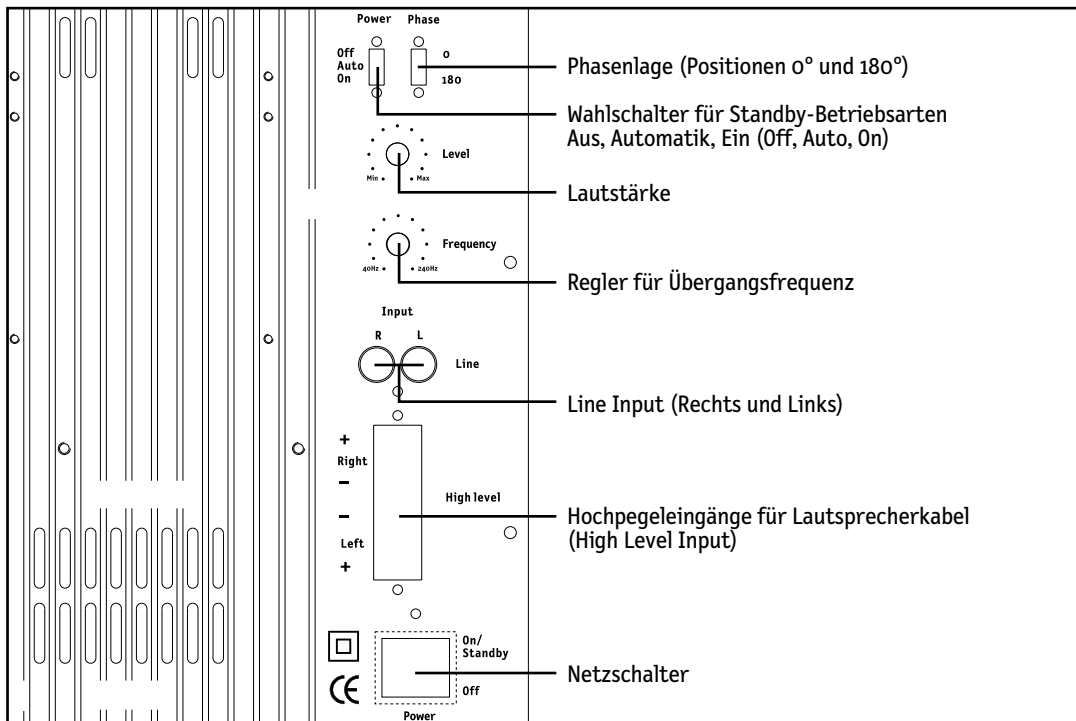 Power Phase
Off
Auto
On
0
180
Phasenlage (Positionen 0° und 180°)
Wahlschalter für Standby-Betriebsarten
Aus, Automatik, Ein (Off, Auto, On)
Level
Min
Max
Lautstärke
Frequency
40Hz
240Hz
Regler für Übergangsfrequenz
Input
R L
Line
Line Input (Rechts und Links)
+
Right
–
High level
–
Left
+
Hochpegeleingänge für Lautsprecherkabel
(High Level Input)
On/
Standby
Off
CE
Netzschalter
Power